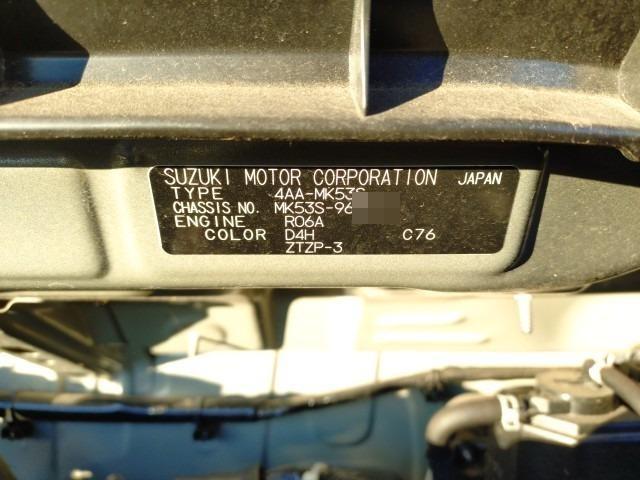 SUZUKI MOTOR CORPORATION JAPAN
TYPE 4AA-MK53S
CHASSIS NO. MK53S-96
ENGINE R06A
COLOR D4H C76
ZTZP-3